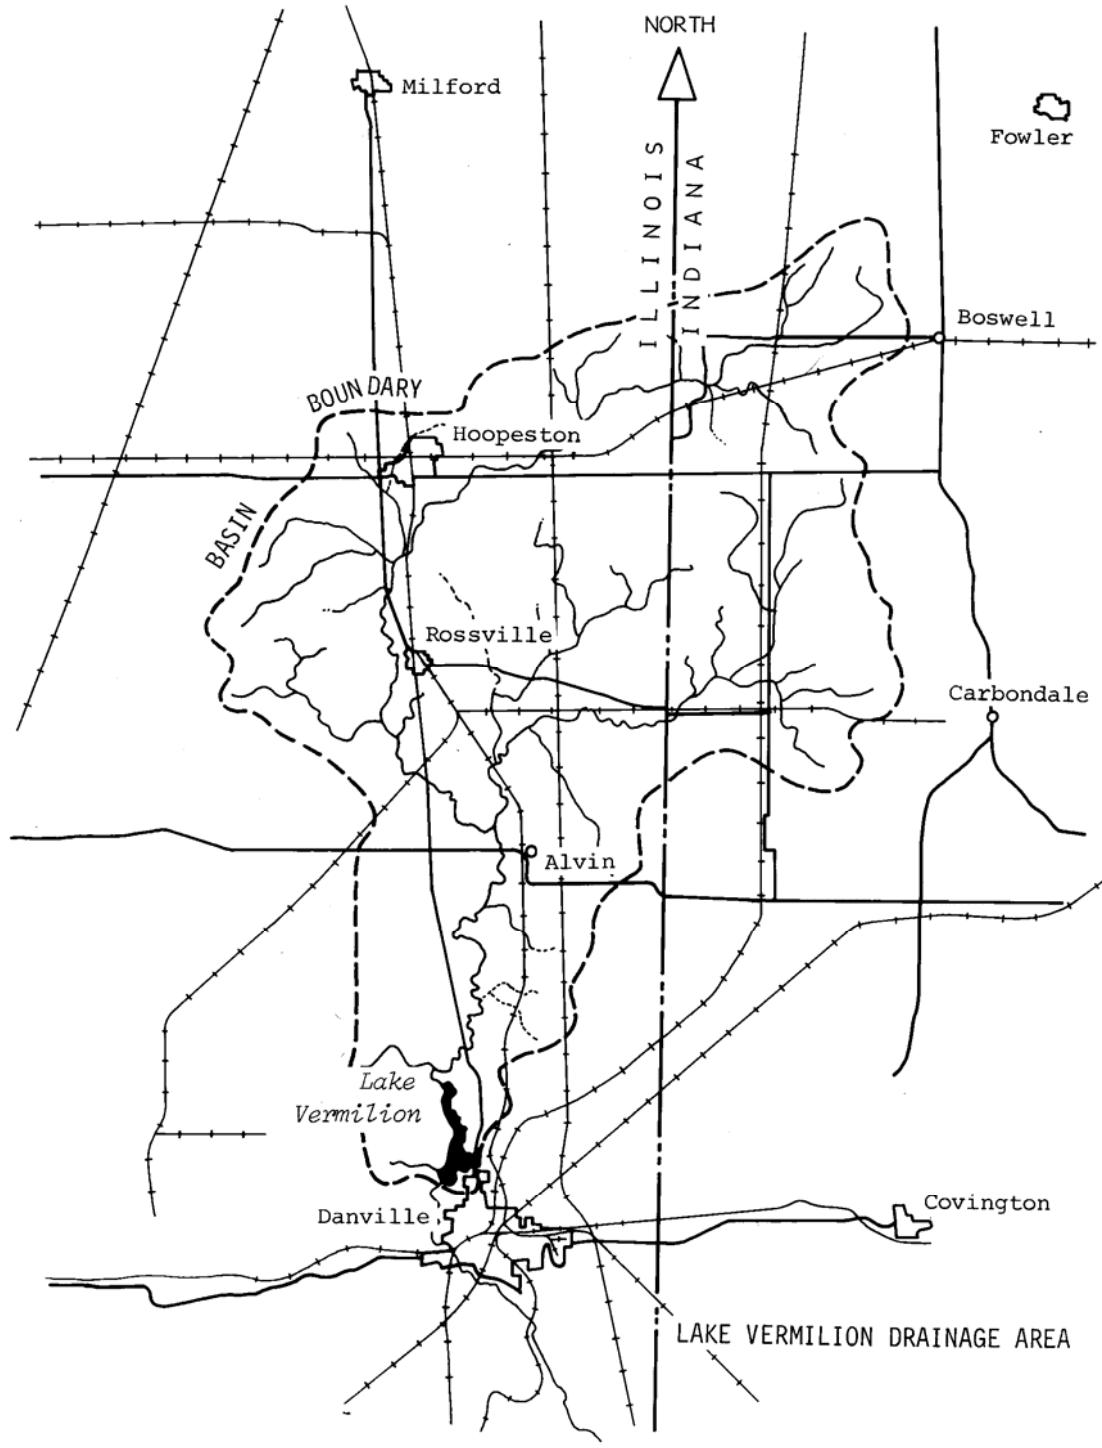 NORTH
Milford
Fowler
ILLINOIS
INDIANA
Boswell
BOUNDARY
Hoopeston
BASIN
Rossville
Carbondale
Alvin
Lake
Vermilion
Danville
Covington
LAKE VERMILION DRAINAGE AREA